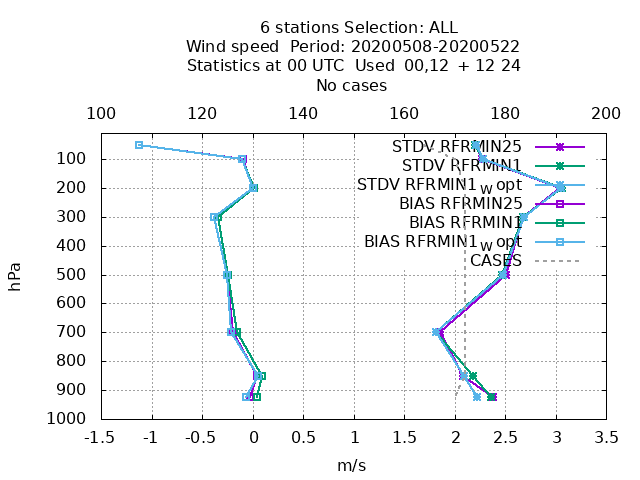 6 stations Selection: ALL
Wind speed  Period: 20200508-20200522
Statistics at 00 UTC  Used  00,12  + 12 24
No cases
100 120 140 160 180 200
STDV RFRMIN25
STDV RFRMIN1
STDV RFRMIN1w opt
BIAS RFRMIN25
BIAS RFRMIN1
BIAS RFRMIN1w opt
CASES
100
200
300
400
500
600
700
800
900
1000
hPa
-1.5 -1 -0.5 0 0.5 1 1.5 2 2.5 3 3.5
m/s